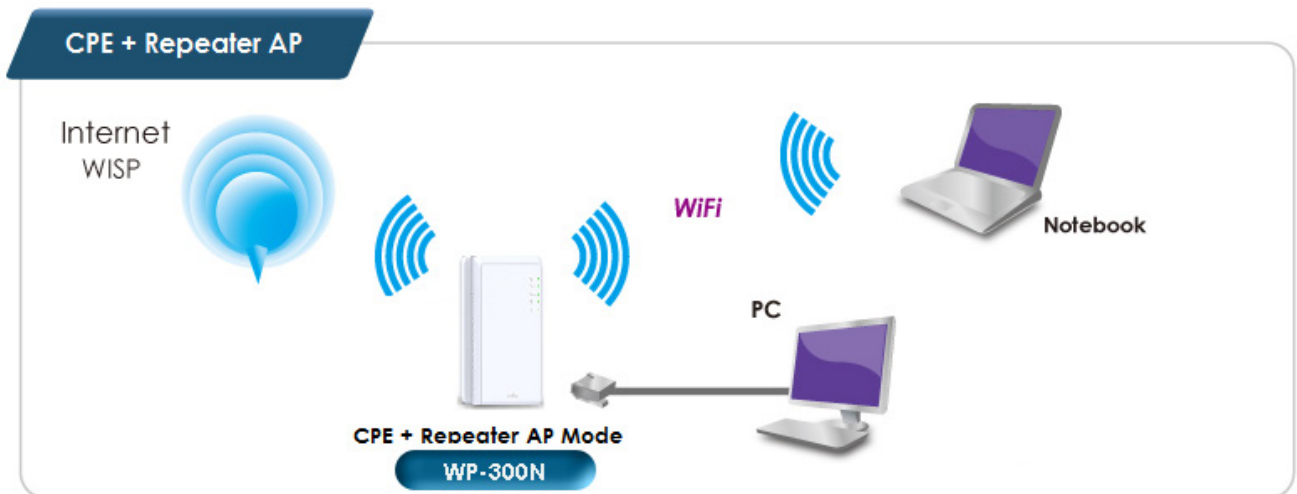 CPE + Repeater AP
Internet
WISP
WiFi
Notebook
PC
CPE + Repeater AP Mode
WP-300N